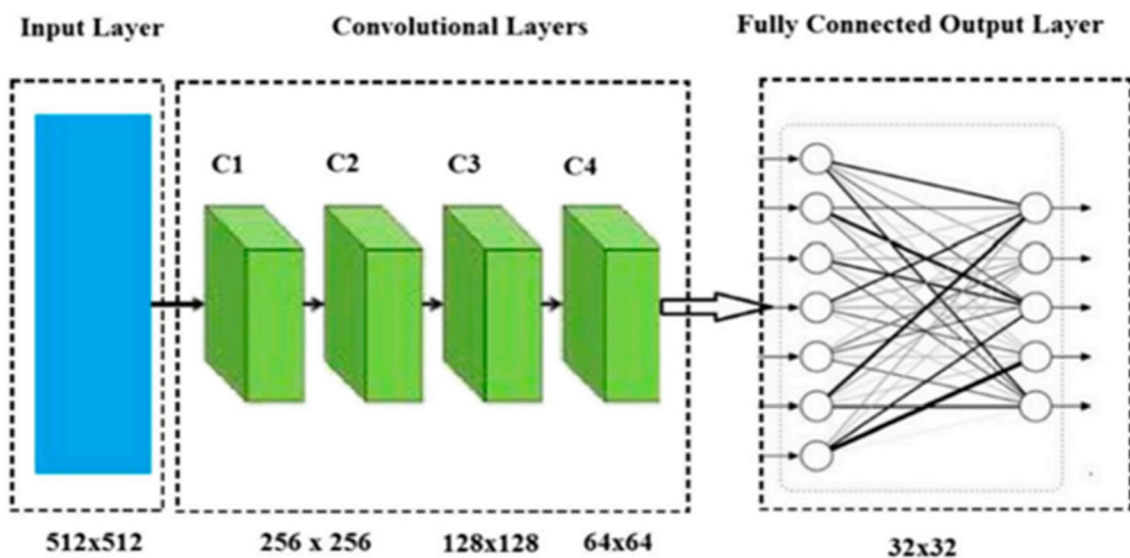 Input Layer
Convolutional Layers
Fully Connected Output Layer
C1
C2
C3
C4
512x512
256 x 256
128x128
64x64
32x32